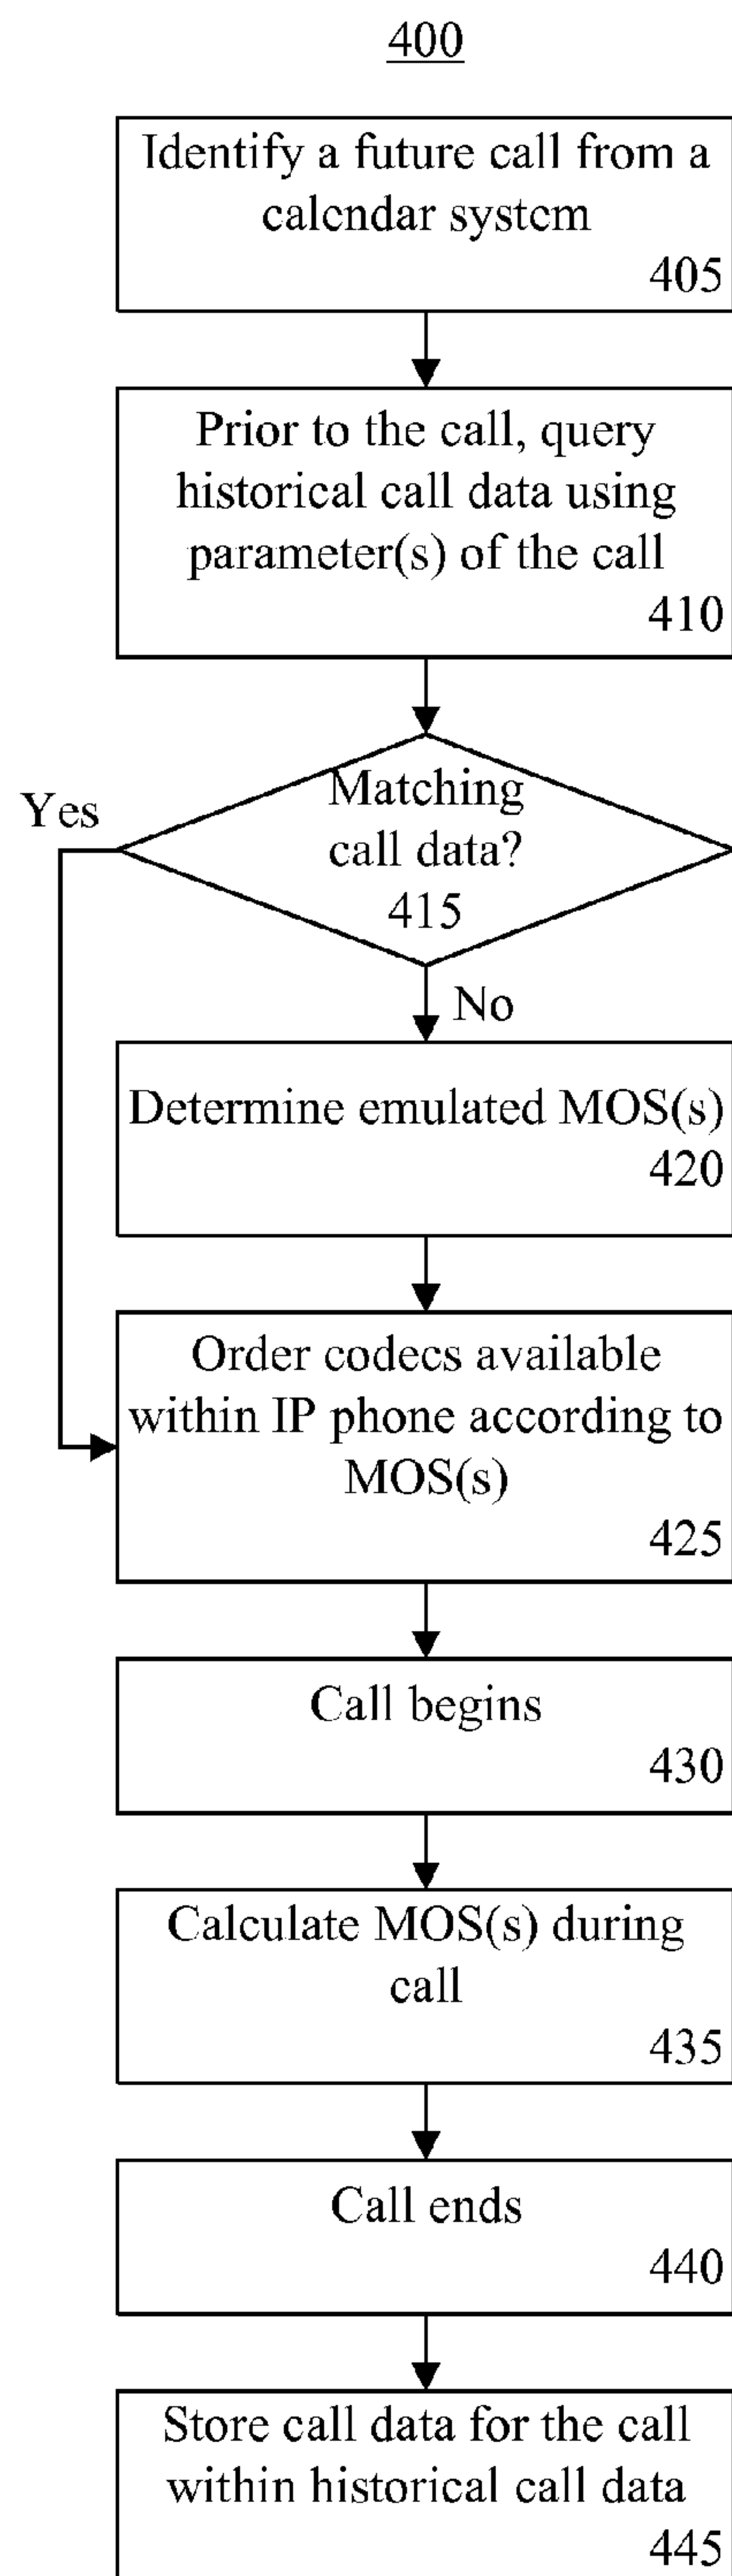 400
Identify a future call from a
calendar system
405
Prior to the call, query
historical call data using
parameter(s) of the call
410
Matching
call data?
415
Yes
No
Determine emulated MOS(s)
420
Order codecs available
within IP phone according to
MOS(s)
425
Call begins
430
Calculate MOS(s) during
call
435
Call ends
440
Store call data for the call
within historical call data
445